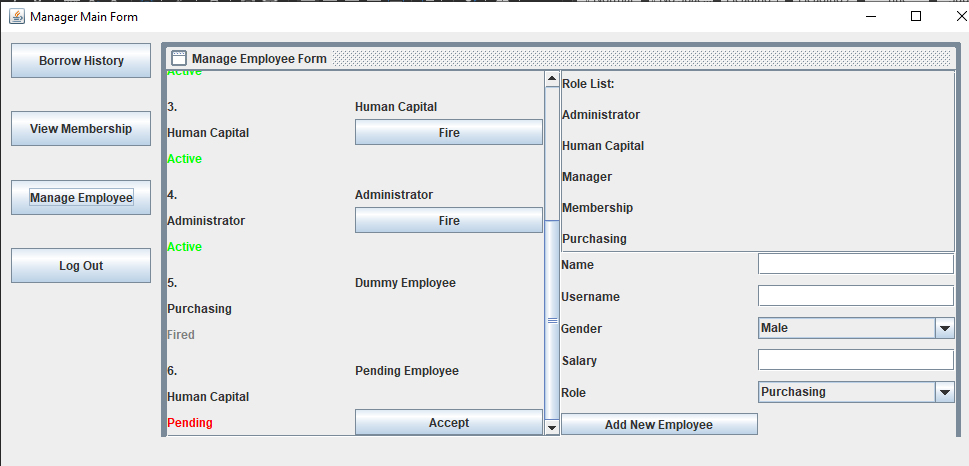 Manager Main Form
Borrow History
View Membership
Manage Employee
Log Out
Manage Employee Form
Active
3. Human Capital
Human Capital Fire
Active
4. Administrator
Administrator Fire
Active
5. Dummy Employee
Purchasing
Fired
6. Pending Employee
Human Capital
Pending Accept
Role List:
Administrator
Human Capital
Manager
Membership
Purchasing
Name
Username
Gender Male
Salary
Role Purchasing
Add New Employee